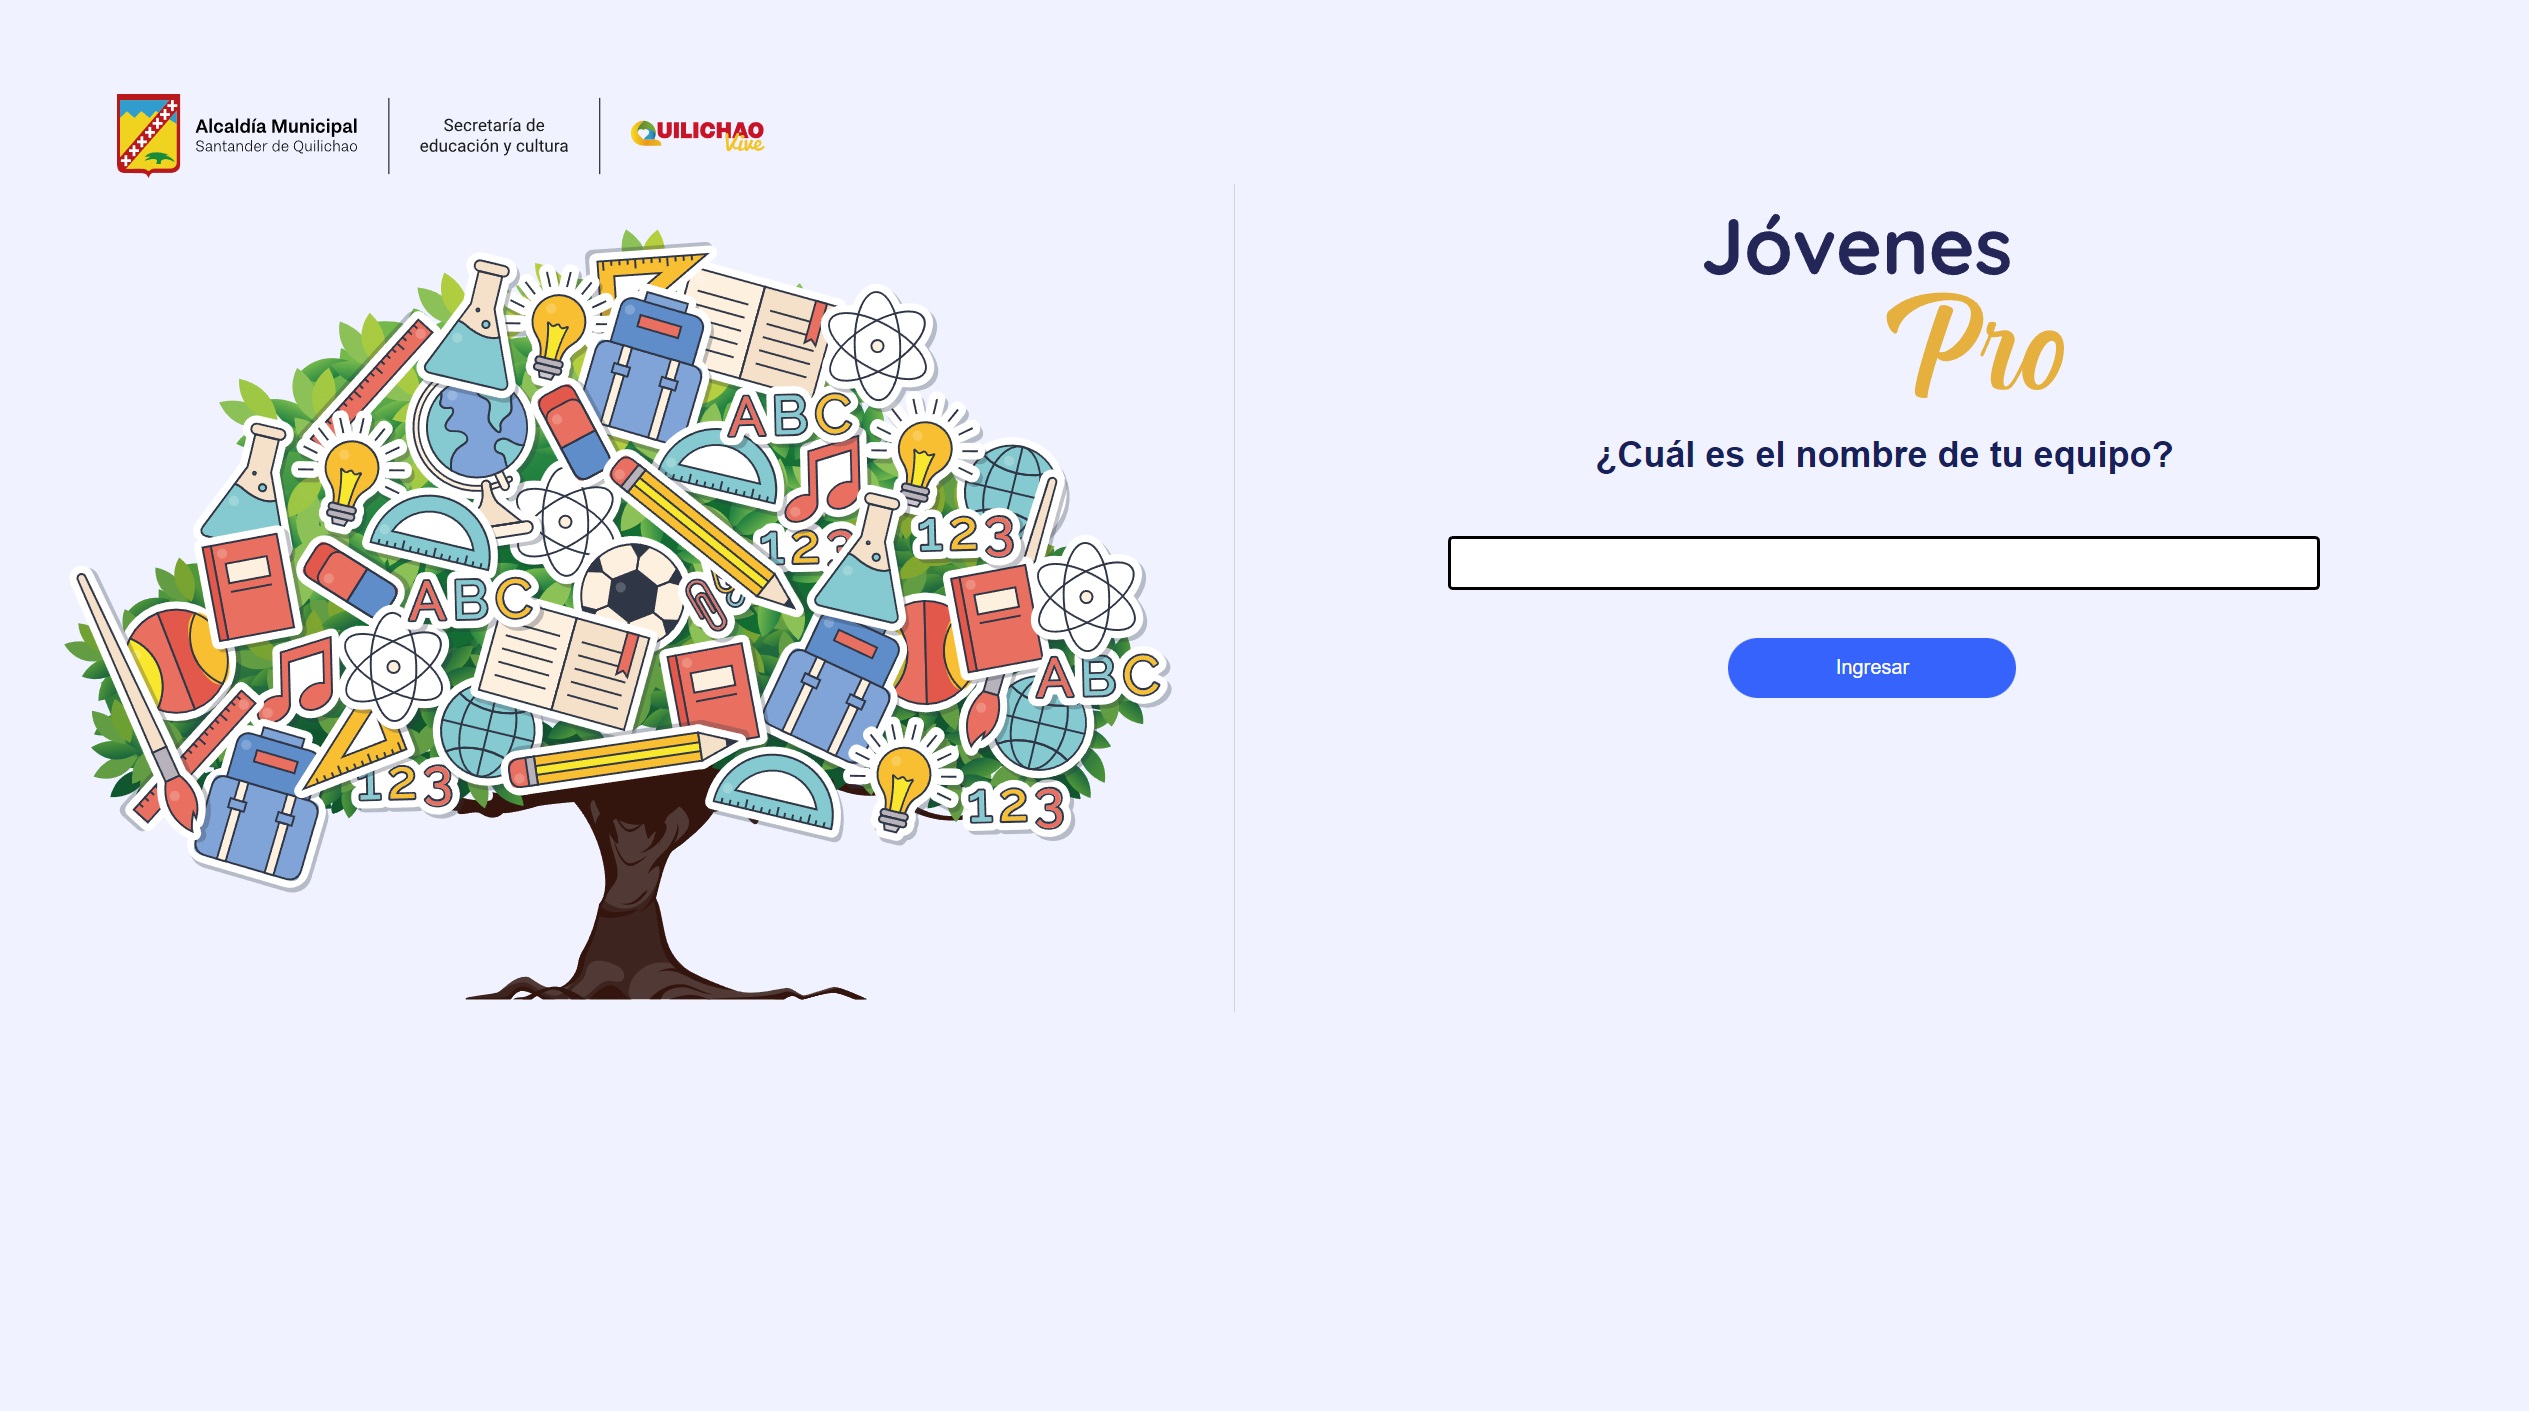 Alcaldía Municipal
Santander de Quilichao
Secretaría de
educación y cultura
QUILICHAO
Vive
Jóvenes
Pro
¿Cuál es el nombre de tu equipo?
Ingresar
ABC
123
123
ABC
ABC
123
123